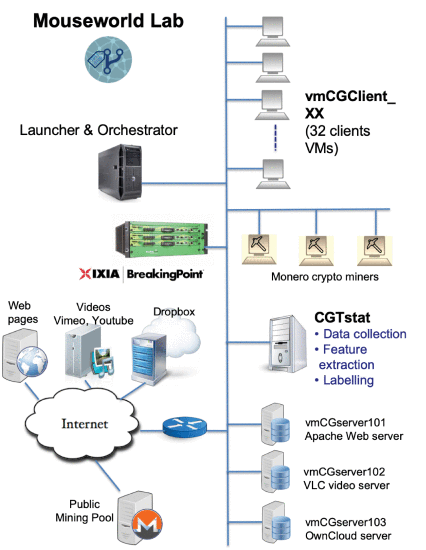 Mouseworld Lab
vmCGClient_
XX
(32 clients
VMs)
Launcher & Orchestrator
IXIA BreakingPoint
Monero crypto miners
Web
pages
Videos
Vimeo, Youtube
Dropbox
CGTstat
• Data collection
• Feature
extraction
• Labelling
Internet
vmCGserver101
Apache Web server
vmCGserver102
VLC video server
Public
Mining Pool
vmCGserver103
OwnCloud server